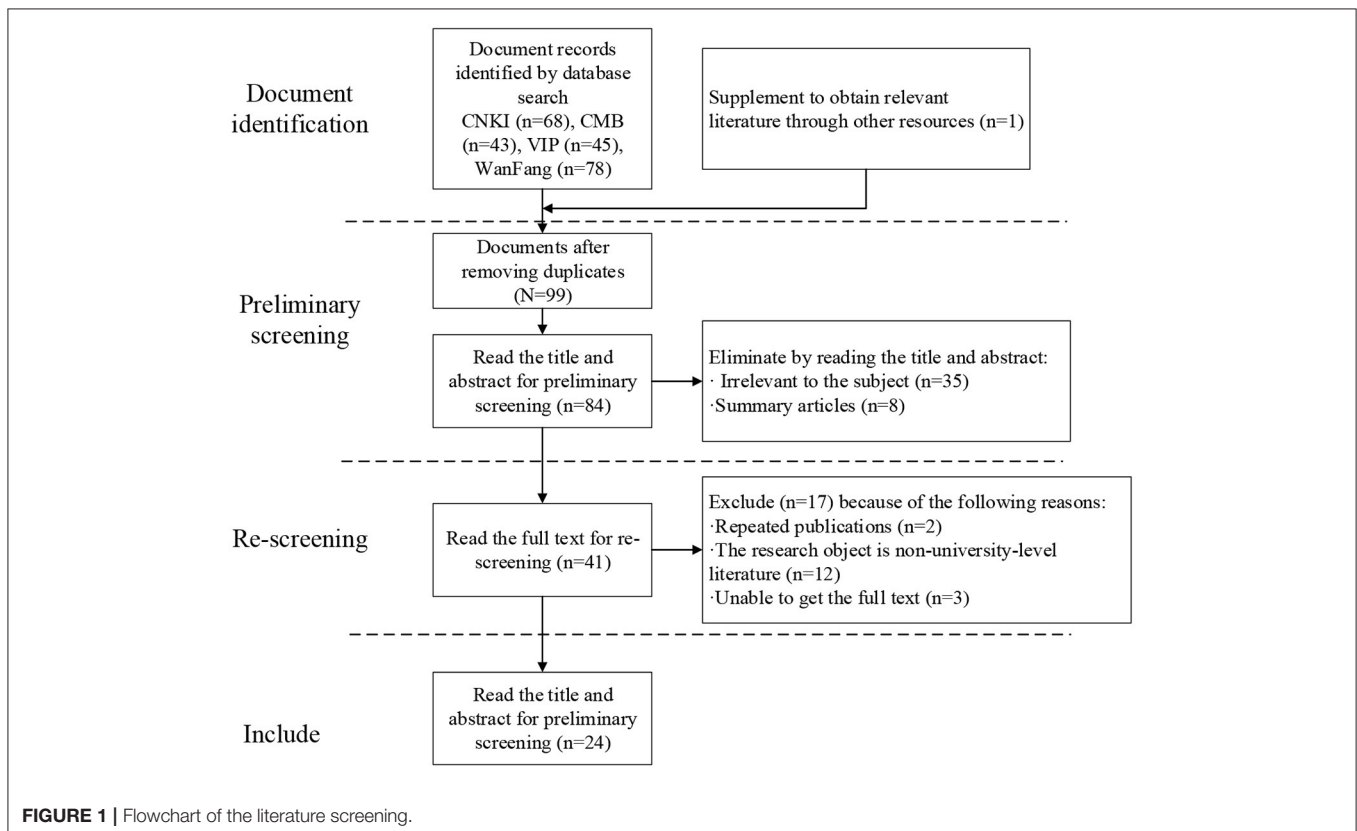 Document
identification
Document records
identified by database
search
CNKI (n=68), CMB
(n=43), VIP (n=45),
WanFang (n=78)
Supplement to obtain relevant
literature through other resources (n=1)
Preliminary
screening
Documents after
removing duplicates
(N=99)
Read the title and
abstract for preliminary
screening (n=84)
Eliminate by reading the title and abstract:
· Irrelevant to the subject (n=35)
·Summary articles (n=8)
Re-screening
Read the full text for re-
screening (n=41)
Exclude (n=17) because of the following reasons:
·Repeated publications (n=2)
·The research object is non-university-level
literature (n=12)
·Unable to get the full text (n=3)
Include
Read the title and
abstract for preliminary
screening (n=24)
FIGURE 1 | Flowchart of the literature screening.